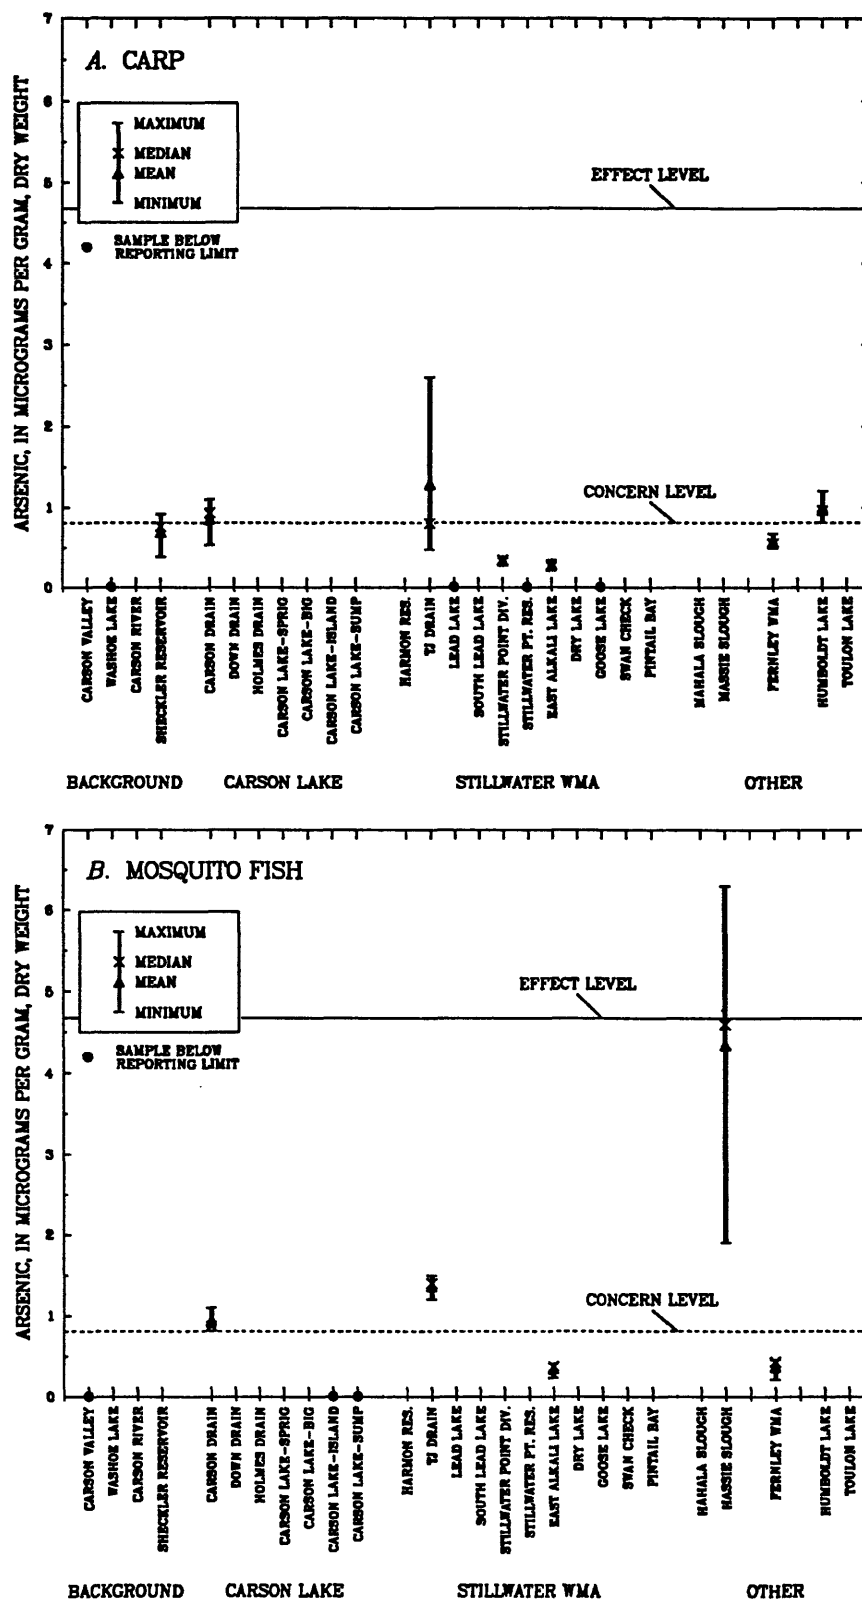 A. CARP
7
6
5
4
3
2
1
0
ARSENIC, IN MICROGRAMS PER GRAM, DRY WEIGHT
MAXIMUM
MEDIAN
MEAN
MINIMUM
SAMPLE BELOW
REPORTING LIMIT
EFFECT LEVEL
CONCERN LEVEL
CARSON VALLEY
WASHOE LAKE
CARSON RIVER
SHECKLER RESERVOIR
CARSON DRAIN
DOWN DRAIN
HOLMES DRAIN
CARSON LAKE-SPRIG
CARSON LAKE-BIG
CARSON LAKE-ISLAND
CARSON LAKE-SUMP
HARMON RES.
TJ DRAIN
LEAD LAKE
SOUTH LEAD LAKE
STILLWATER POINT DIV.
STILLWATER PT. RES.
EAST ALKALI LAKE
DRY LAKE
GOOSE LAKE
SWAN CHECK
PINTAIL BAY
MAHALA SLOUGH
MASSIE SLOUGH
FERNLEY WMA
HUMBOLDT LAKE
TOULON LAKE
BACKGROUND
CARSON LAKE
STILLWATER WMA
OTHER
B. MOSQUITO FISH
7
6
5
4
3
2
1
0
ARSENIC, IN MICROGRAMS PER GRAM, DRY WEIGHT
MAXIMUM
MEDIAN
MEAN
MINIMUM
SAMPLE BELOW
REPORTING LIMIT
EFFECT LEVEL
CONCERN LEVEL
CARSON VALLEY
WASHOE LAKE
CARSON RIVER
SHECKLER RESERVOIR
CARSON DRAIN
DOWN DRAIN
HOLMES DRAIN
CARSON LAKE-SPRIG
CARSON LAKE-BIG
CARSON LAKE-ISLAND
CARSON LAKE-SUMP
HARMON RES.
TJ DRAIN
LEAD LAKE
SOUTH LEAD LAKE
STILLWATER POINT DIV.
STILLWATER PT. RES.
EAST ALKALI LAKE
DRY LAKE
GOOSE LAKE
SWAN CHECK
PINTAIL BAY
MAHALA SLOUGH
MASSIE SLOUGH
FERNLEY WMA
HUMBOLDT LAKE
TOULON LAKE
BACKGROUND
CARSON LAKE
STILLWATER WMA
OTHER